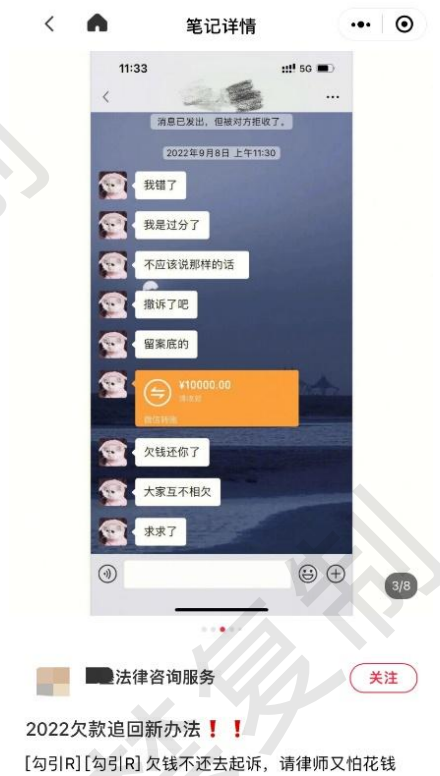 笔记详情
11:33
5G
消息已发出，但被对方拒收了。
2022年9月8日 上午11:30
我错了
我是过分了
不应该说那样的话
撤诉了吧
留案底的
¥10000.00
请求款
微信转账
欠钱还你了
大家互不相欠
求求了
3/8
法律咨询服务
关注
2022欠款追回新办法❗❗
[勾引R][勾引R] 欠钱不还去起诉，请律师又怕花钱